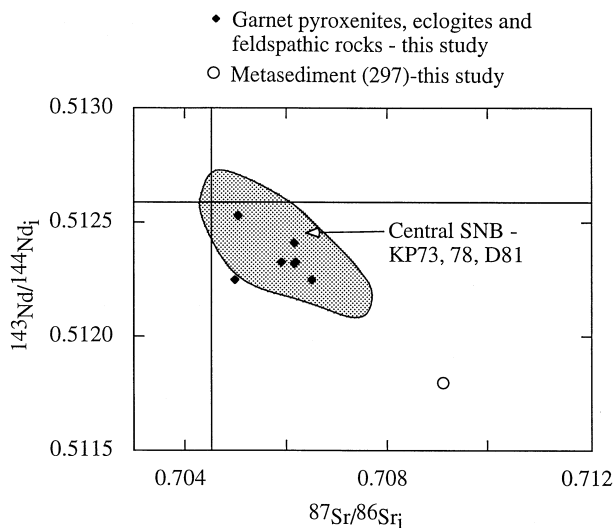 ◆ Garnet pyroxenites, eclogites and
feldspathic rocks - this study
○ Metasediment (297)-this study
0.5130
0.5125
0.5120
0.5115
143Nd/144Ndi
Central SNB -
KP73, 78, D81
0.704
0.708
0.712
87Sr/86Sri